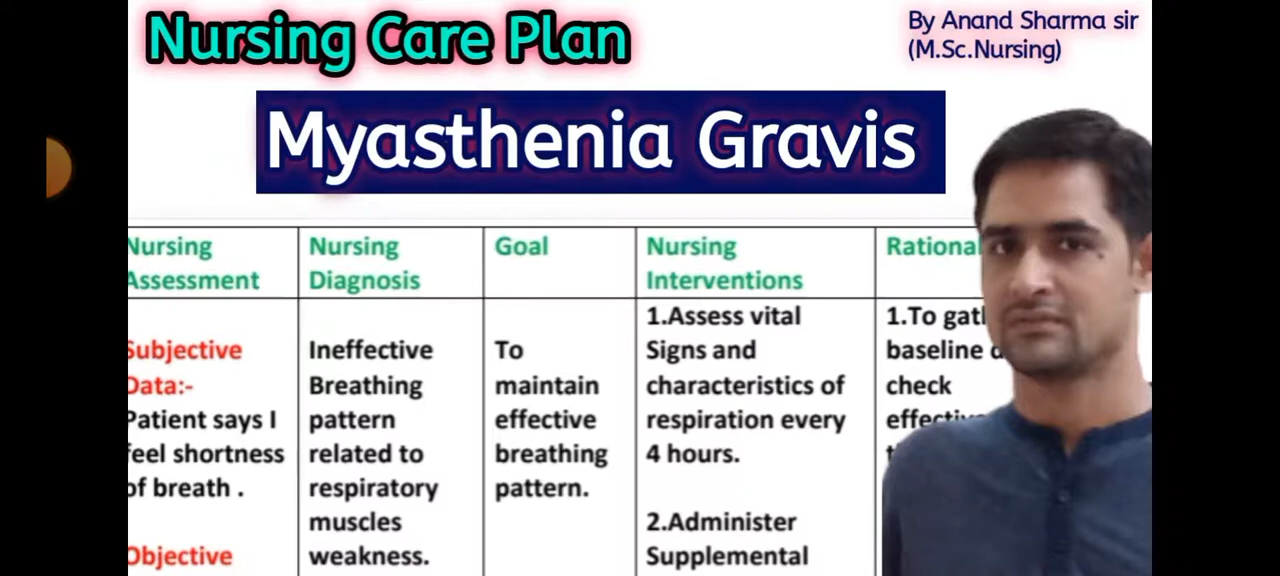 Nursing Care Plan
By Anand Sharma sir
(M.Sc.Nursing)
Myasthenia Gravis
Nursing
Assessment
Subjective
Data:-
Patient says I
feel shortness
of breath .
Objective
Nursing
Diagnosis
Ineffective
Breathing
pattern
related to
respiratory
muscles
weakness.
Goal
To
maintain
effective
breathing
pattern.
Nursing
Interventions
1.Assess vital
Signs and
characteristics of
respiration every
4 hours.
2.Administer
Supplemental
Rational
1.To
baseline
check